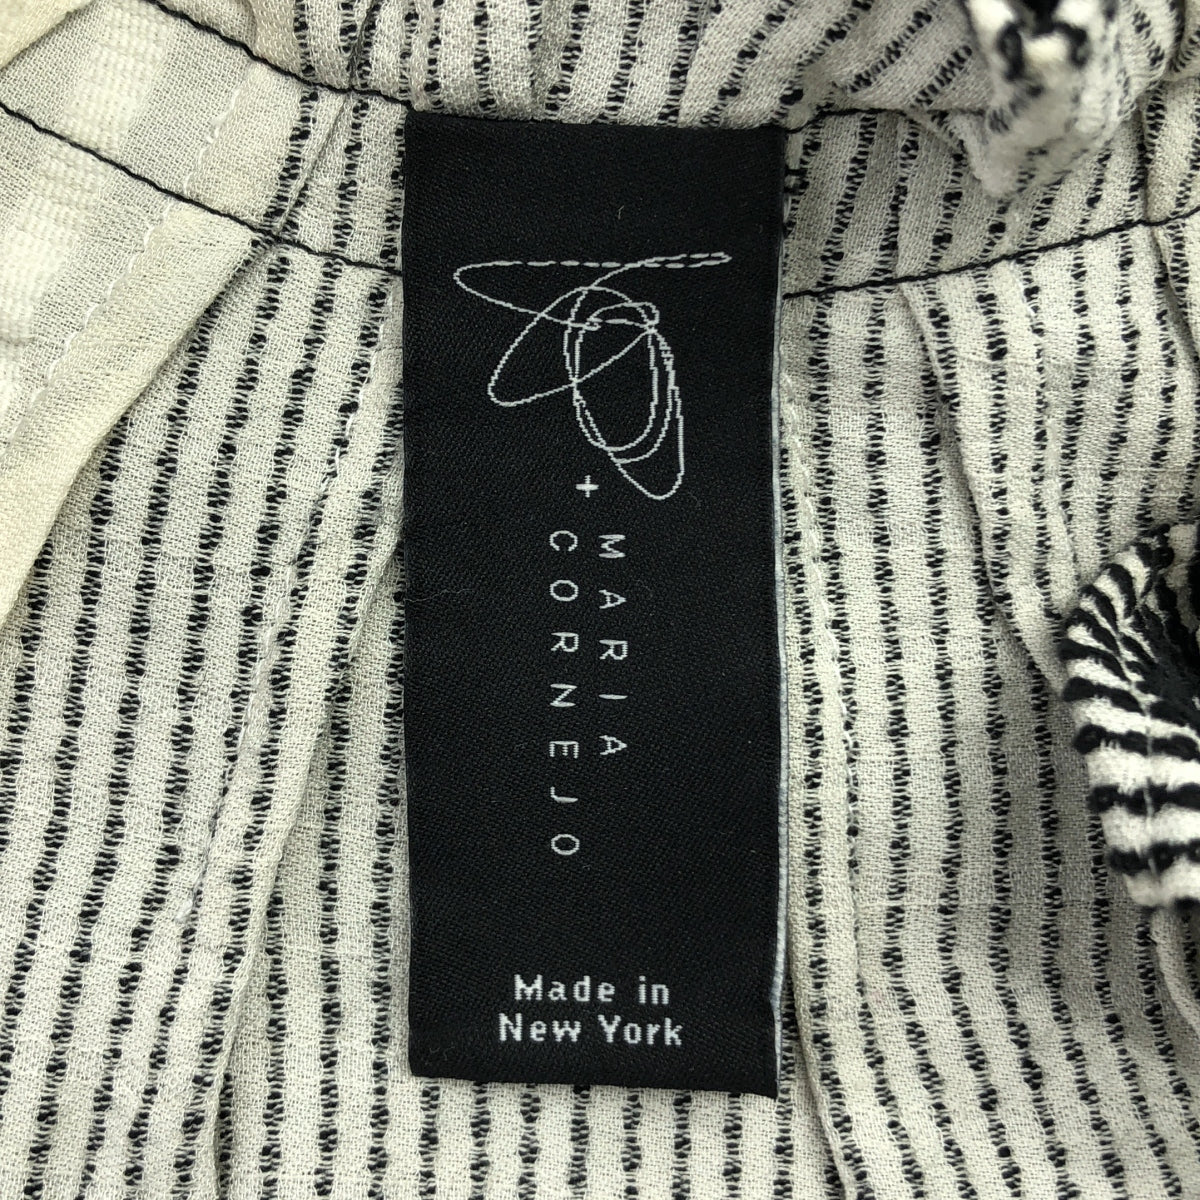 + MARIA
CORNEJO
Made in
New York